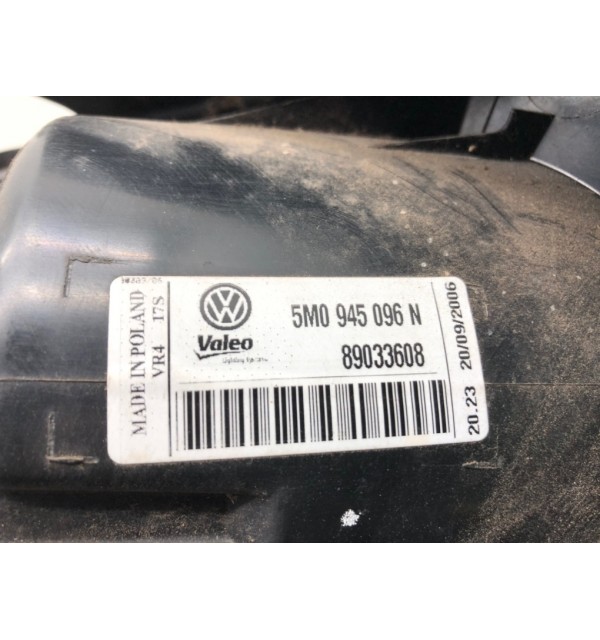 MADE IN POLAND
VR4 17S
VW
Valeo
5M0 945 096 N
89033608
20.23 20/09/2006